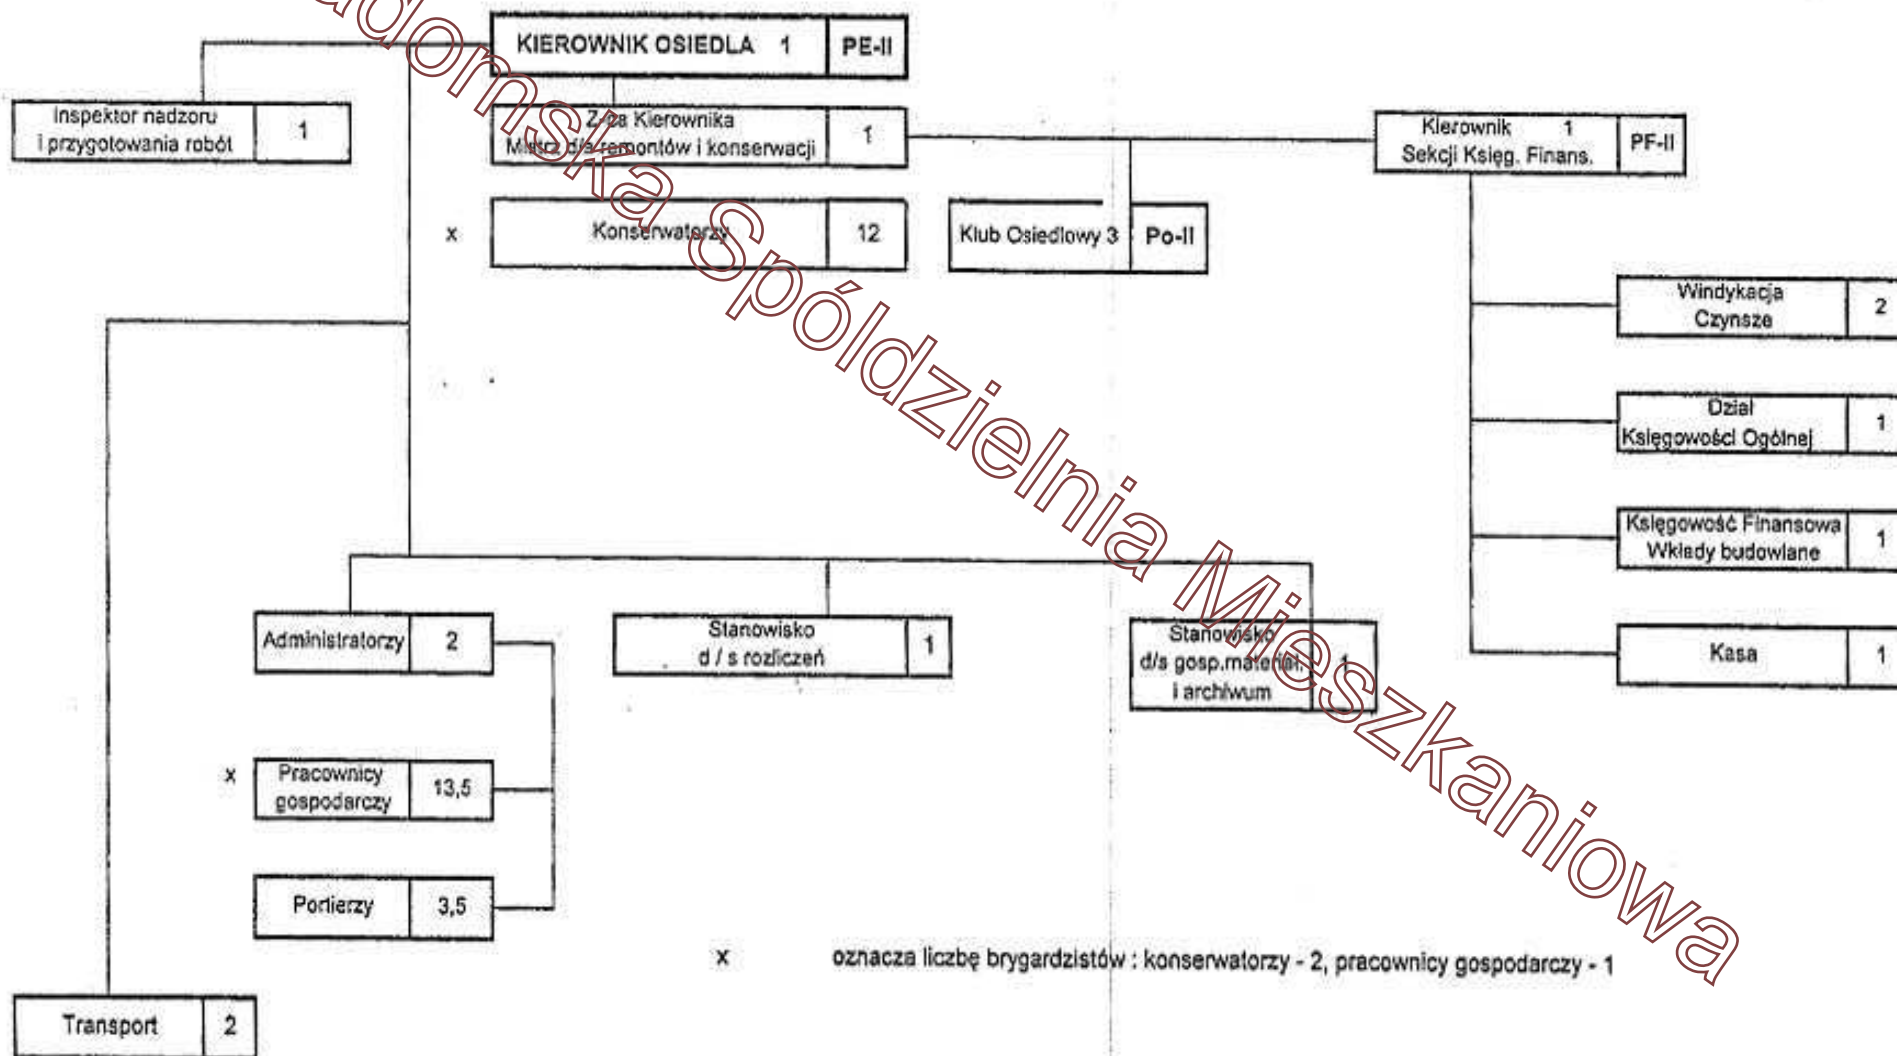 KIEROWNIK OSIEDLA 1 PE-II
Inspektor nadzoru
i przygotowania robót 1
Z-ca Kierownika
Mistrz d/s remontów i konserwacji 1
Kierownik 1
Sekcji Księg. Finans. PF-II
x Konserwatorzy 12
Klub Osiedlowy 3 Po-II
Windykacja
Czynsze 2
Dział
Księgowości Ogólnej 1
Księgowość Finansowa
Wkłady budowlane 1
Kasa 1
Administratorzy 2
Stanowisko
d / s rozliczeń 1
Stanowisko
d/s gosp.materiał.
i archiwum 1
x Pracownicy
gospodarczy 13,5
Portierzy 3,5
x oznacza liczbę brygardzistów : konserwatorzy - 2, pracownicy gospodarczy - 1
Transport 2
adomska Spóldzielnia Mieszkaniowa